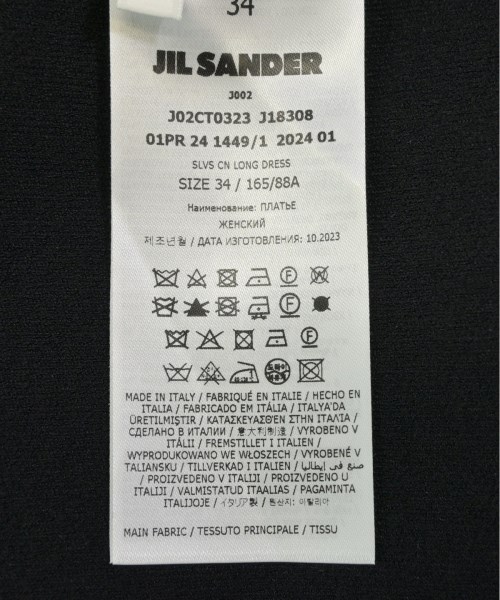 34
JIL SANDER
J002
J02CT0323 J18308
01PR 24 1449/1 2024 01
SLVS CN LONG DRESS
SIZE 34 / 165/88A
Наименование: ПЛАТЬЕ
ЖЕНСКИЙ
제조년월 / ДАТА ИЗГОТОВЛЕНИЯ: 10.2023
MADE IN ITALY / FABRIQUÉ EN ITALIE / HECHO EN
ITALIA / FABRICADO EM ITÁLIA / ITALYA'DA
ÜRETILMIŞTIR / ΚΑΤΑΣΚΕΥΑΣΘΕΝ ΣΤΗΝ ΙΤΑΛΊΑ /
СДЕЛАНО В ИТАЛИИ / 意大利制造 / VYROBENO V
ITÁLII / FREMSTILLET I ITALIEN /
WYPRODUKOWANO WE WŁOSZECH / VYROBENÉ V
TALIANSKU / TILLVERKAD I ITALIEN / صنع في إيطاليا
/ PROIZVEDENO V ITALIJI / PROIZVEDENO U
ITALIJI / VALMISTATUD ITAALIAS / PAGAMINTA
ITALIJOJE / イタリア製 / 원산지: 이탈리아
MAIN FABRIC / TESSUTO PRINCIPALE / TISSU